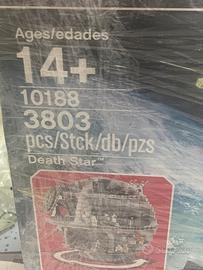 Ages/edades
14+
10188
3803
pcs/Stck/db/pzs
Death Star™